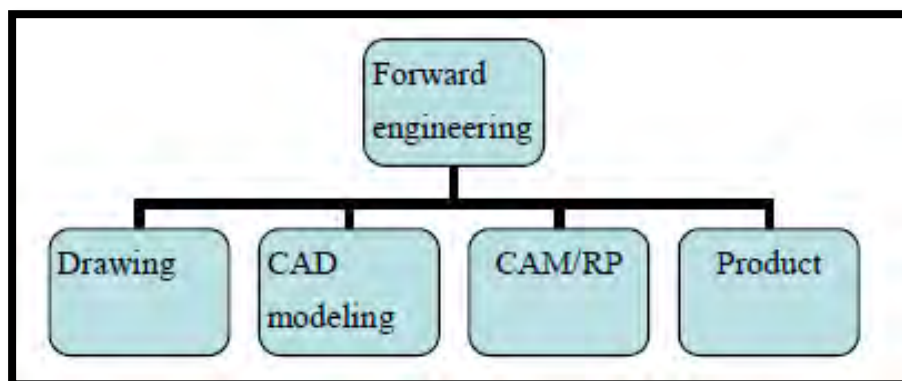 Forward
engineering
Drawing
CAD
modeling
CAM/RP
Product